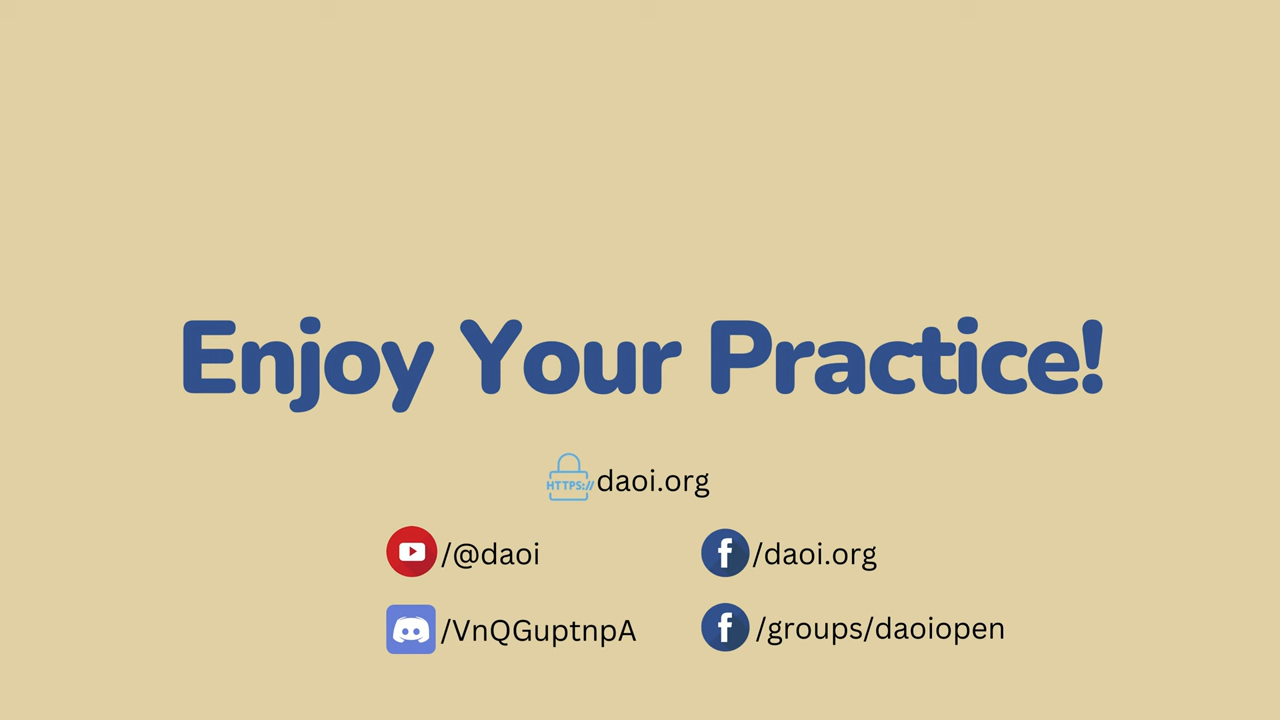 Enjoy Your Practice!
HTTPS:// daoi.org
/@daoi
/daoi.org
/VnQGuptnpA
/groups/daoiopen